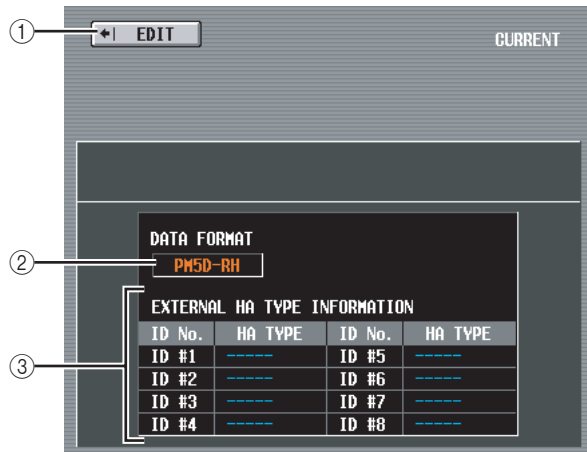 ① EDIT CURRENT
DATA FORMAT
② PM5D-RH
③ EXTERNAL HA TYPE INFORMATION
ID No. HA TYPE ID No. HA TYPE
ID #1 ----- ID #5 -----
ID #2 ----- ID #6 -----
ID #3 ----- ID #7 -----
ID #4 ----- ID #8 -----